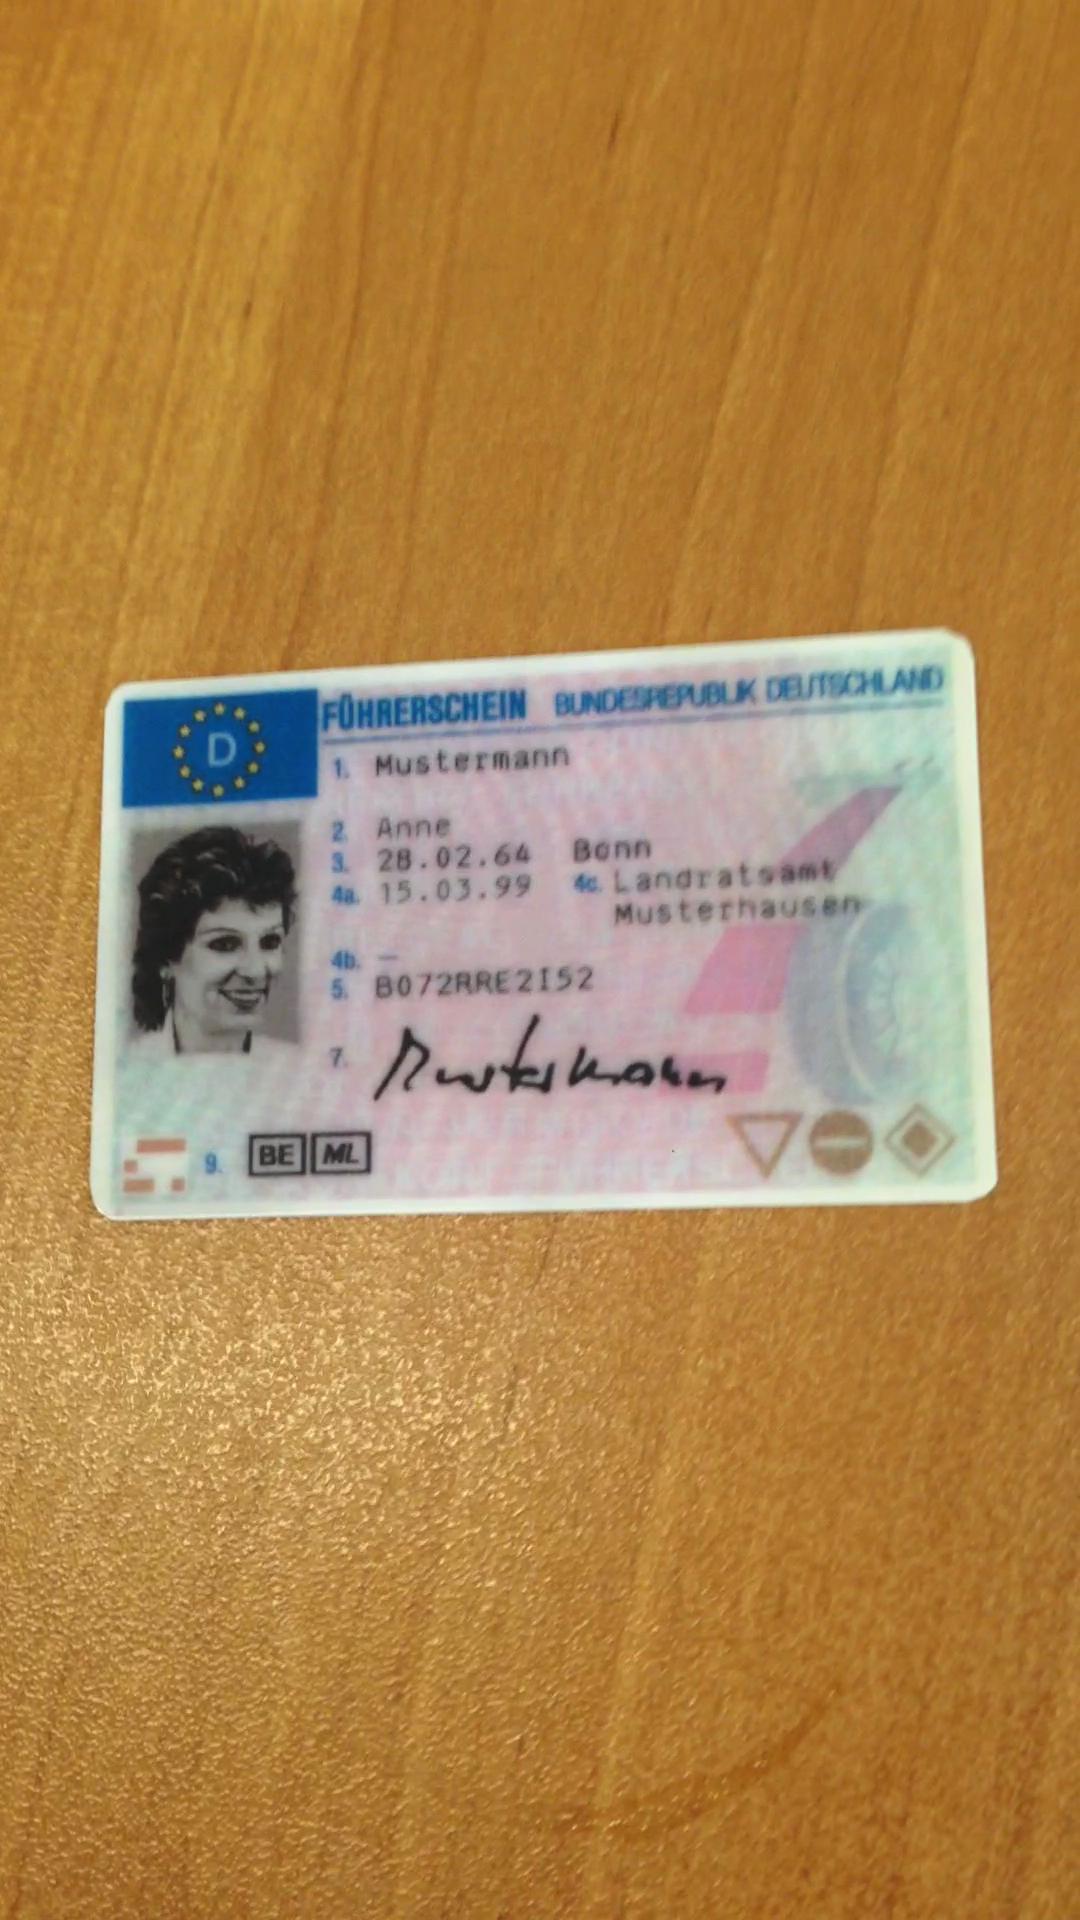 D
FÜHRERSCHEIN BUNDESREPUBLIK DEUTSCHLAND
1. Mustermann
2. Anne
3. 28.02.64 Bonn
4a. 15.03.99 4c. Landratsamt
Musterhausen
4b. –
5. B072RRE2I52
7. Mustermann
9. BE ML